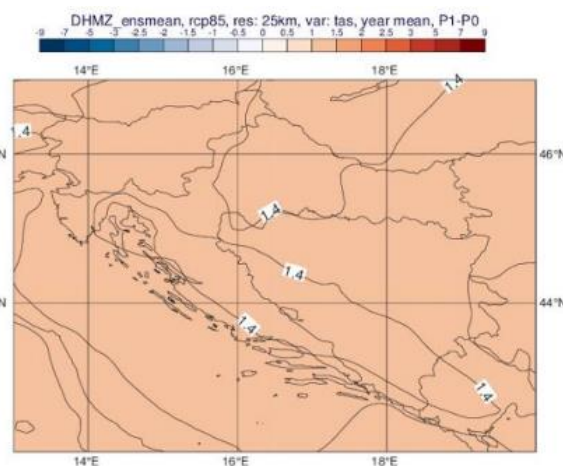 DHMZ_ensmean, rcp85, res: 25km, var: tas, year mean, P1-P0
-9 -7 -5 -3 -2.5 -2 -1.5 -1 -0.5 0 0.5 1 1.5 2 2.5 3 5 7 9
14°E 16°E 18°E
1.4
1.4
N 46°N
1.4
1.4
N 44°N
1.4
1.4
14°E 16°E 18°E